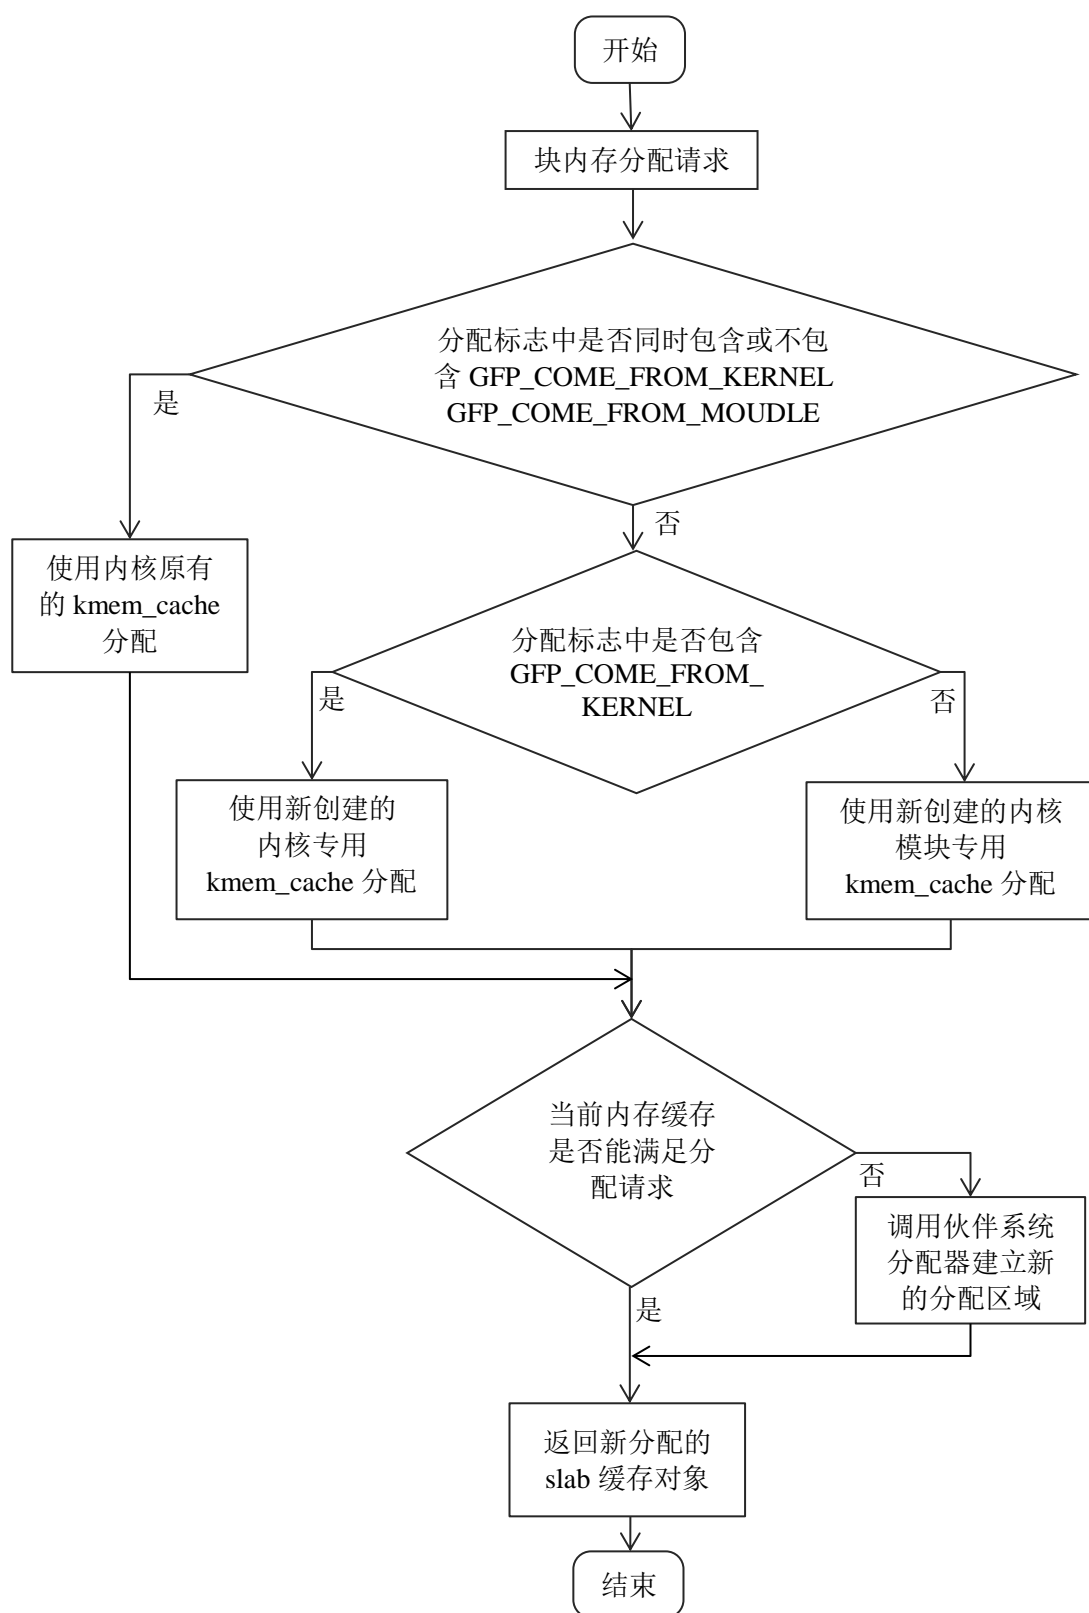 开始
块内存分配请求
分配标志中是否同时包含或不包
含 GFP_COME_FROM_KERNEL
GFP_COME_FROM_MOUDLE
是
否
使用内核原有
的 kmem_cache
分配
分配标志中是否包含
GFP_COME_FROM_
KERNEL
是
否
使用新创建的
内核专用
kmem_cache 分配
使用新创建的内核
模块专用
kmem_cache 分配
当前内存缓存
是否能满足分
配请求
否
调用伙伴系统
分配器建立新
的分配区域
是
返回新分配的
slab 缓存对象
结束